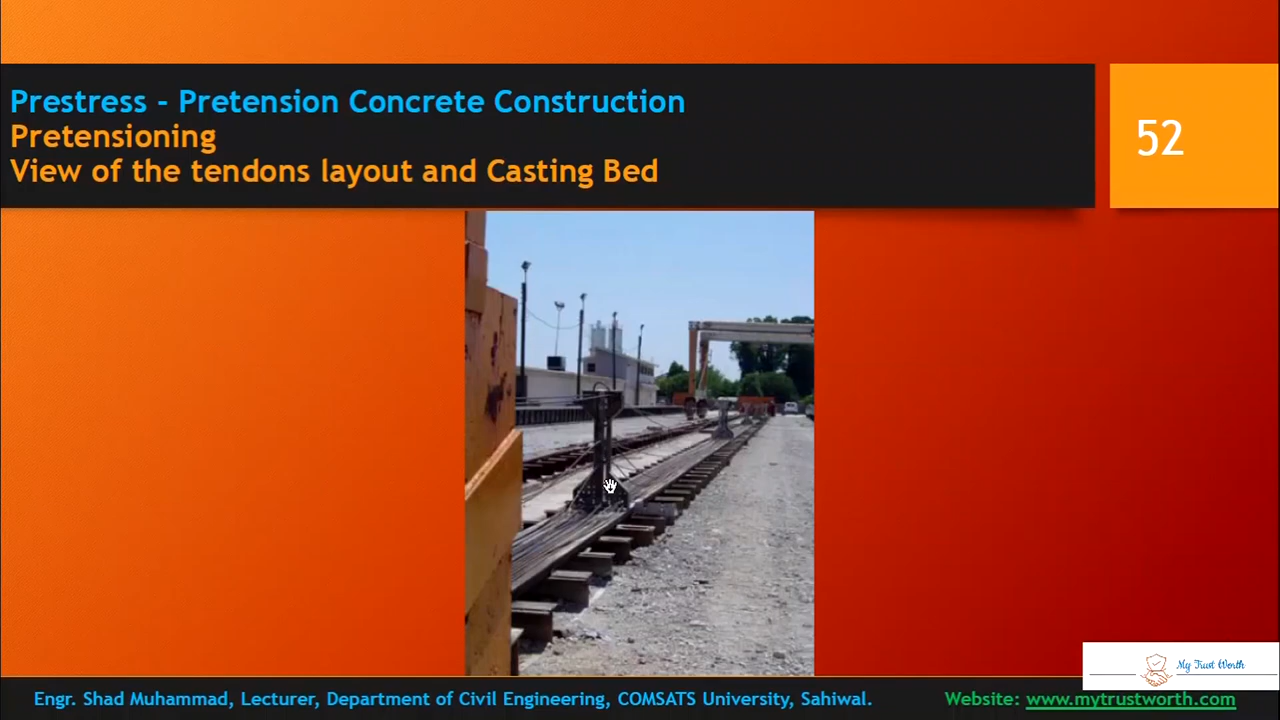 Prestress - Pretension Concrete Construction
Pretensioning
View of the tendons layout and Casting Bed
52
My Trust Worth
Engr. Shad Muhammad, Lecturer, Department of Civil Engineering, COMSATS University, Sahiwal.
Website: www.mytrustworth.com